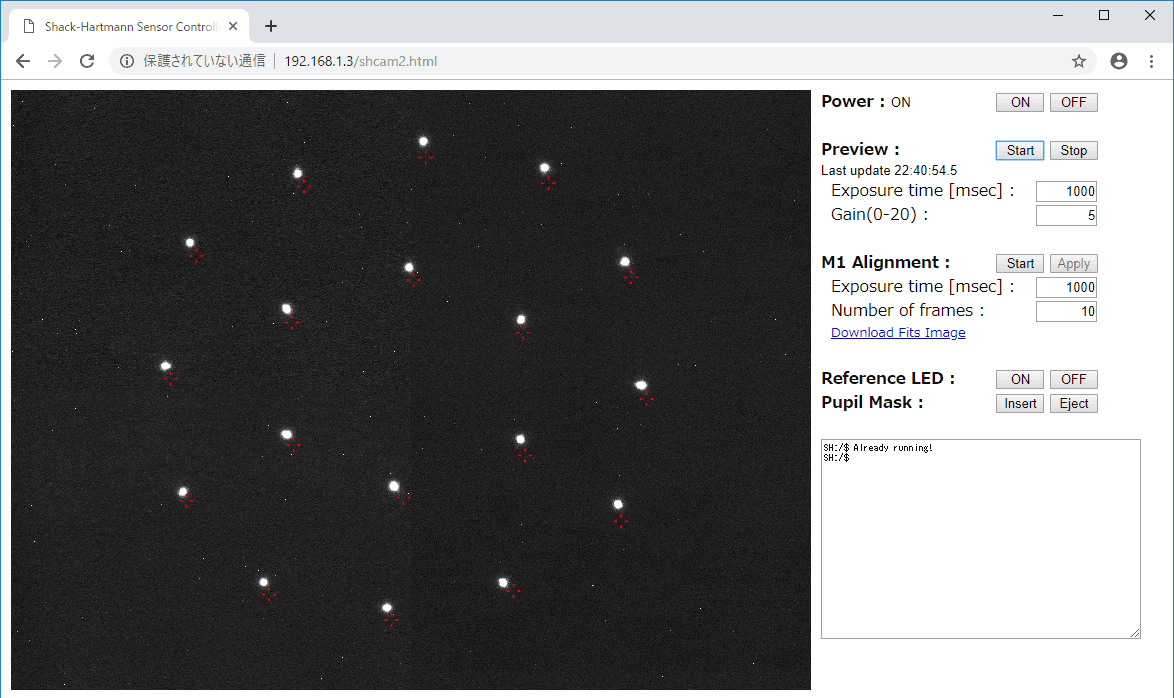 Shack-Hartmann Sensor Controll
保護されていない通信 | 192.168.1.3/shcam2.html
Power : ON ON OFF
Preview : Start Stop
Last update 22:40:54.5
Exposure time [msec] : 1000
Gain(0-20) : 5
M1 Alignment : Start Apply
Exposure time [msec] : 1000
Number of frames : 10
Download Fits Image
Reference LED : ON OFF
Pupil Mask : Insert Eject
SH:/$ Already running!
SH:/$